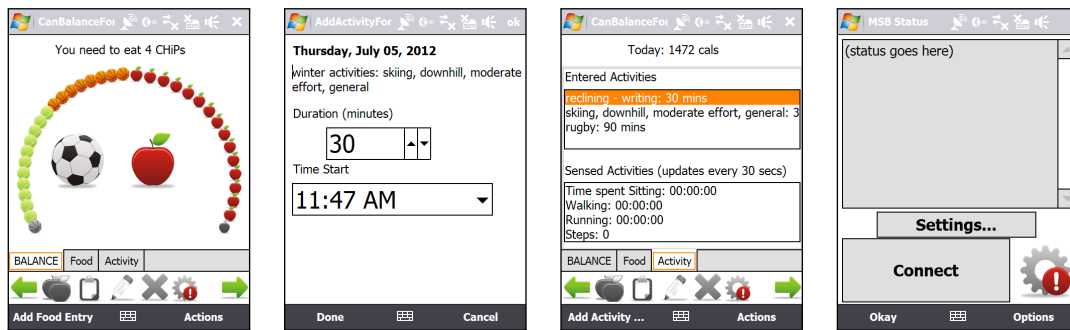 CanBalanceFor
You need to eat 4 CHiPs
BALANCE Food Activity
Add Food Entry Actions
AddActivityFor ok
Thursday, July 05, 2012
winter activities: skiing, downhill, moderate
effort, general
Duration (minutes)
30
Time Start
11:47 AM
Done Cancel
CanBalanceFor
Today: 1472 cals
Entered Activities
reclining - writing: 30 mins
skiing, downhill, moderate effort, general: 3
rugby: 90 mins
Sensed Activities (updates every 30 secs)
Time spent Sitting: 00:00:00
Walking: 00:00:00
Running: 00:00:00
Steps: 0
BALANCE Food Activity
Add Activity ... Actions
MSB Status
(status goes here)
Settings...
Connect
Okay Options